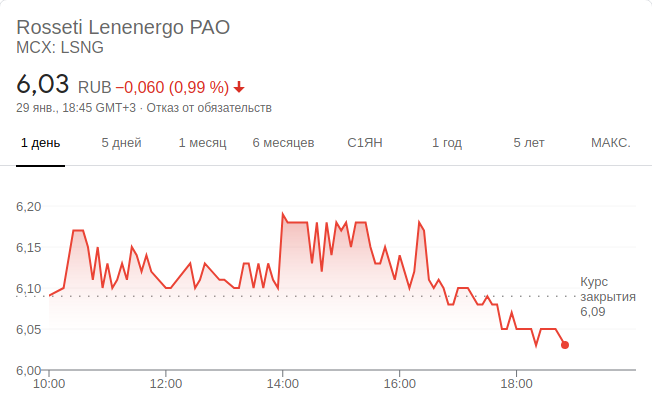 Rosseti Lenenergo PAO
MCX: LSNG
6,03 RUB −0,060 (0,99 %)
29 янв., 18:45 GMT+3 · Отказ от обязательств
1 день 5 дней 1 месяц 6 месяцев С1ЯН 1 год 5 лет МАКС.
6,20
6,15
6,10
6,05
6,00
Курс
закрытия
6,09
10:00 12:00 14:00 16:00 18:00